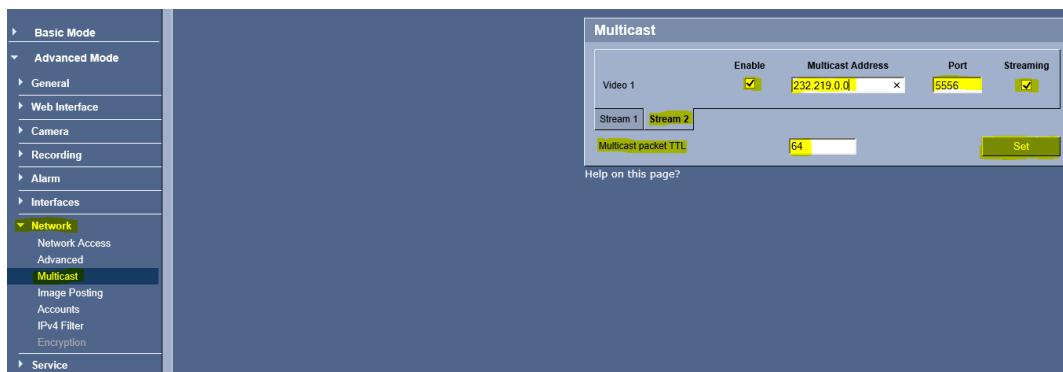 Basic Mode
Advanced Mode
General
Web Interface
Camera
Recording
Alarm
Interfaces
Network
Network Access
Advanced
Multicast
Image Posting
Accounts
IPv4 Filter
Encryption
Service
Multicast
Enable Multicast Address Port Streaming
Video 1 232.219.0.0 × 5556
Stream 1 Stream 2
Multicast packet TTL 64 Set
Help on this page?